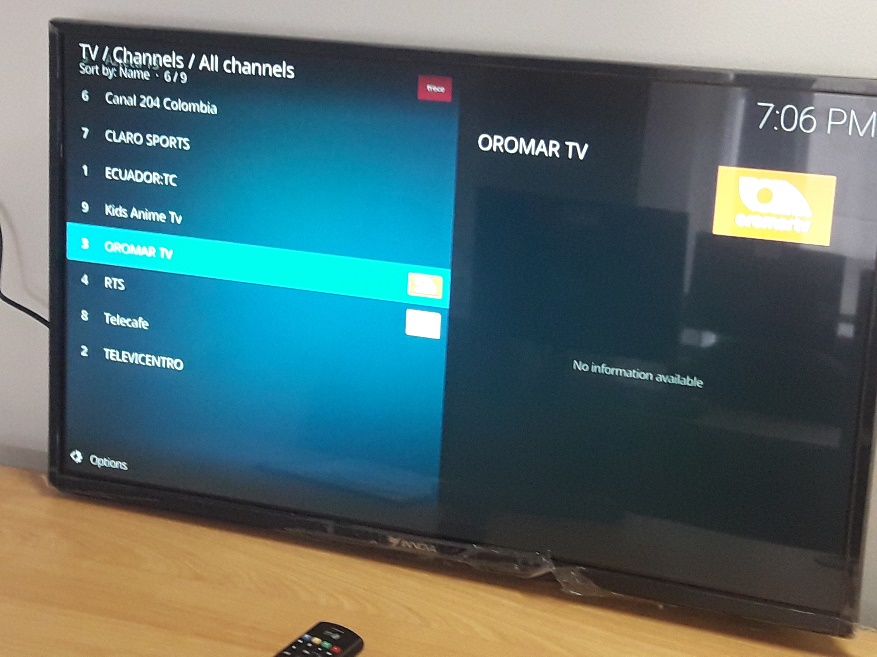 TV / Channels / All channels
Sort by: Name · 6/9
trece
6 Canal 204 Colombia
7 CLARO SPORTS
1 ECUADOR:TC
9 Kids Anime Tv
3 OROMAR TV
4 RTS
8 Telecafe
2 TELEVICENTRO
Options
7:06 PM
OROMAR TV
oromartv
No information available